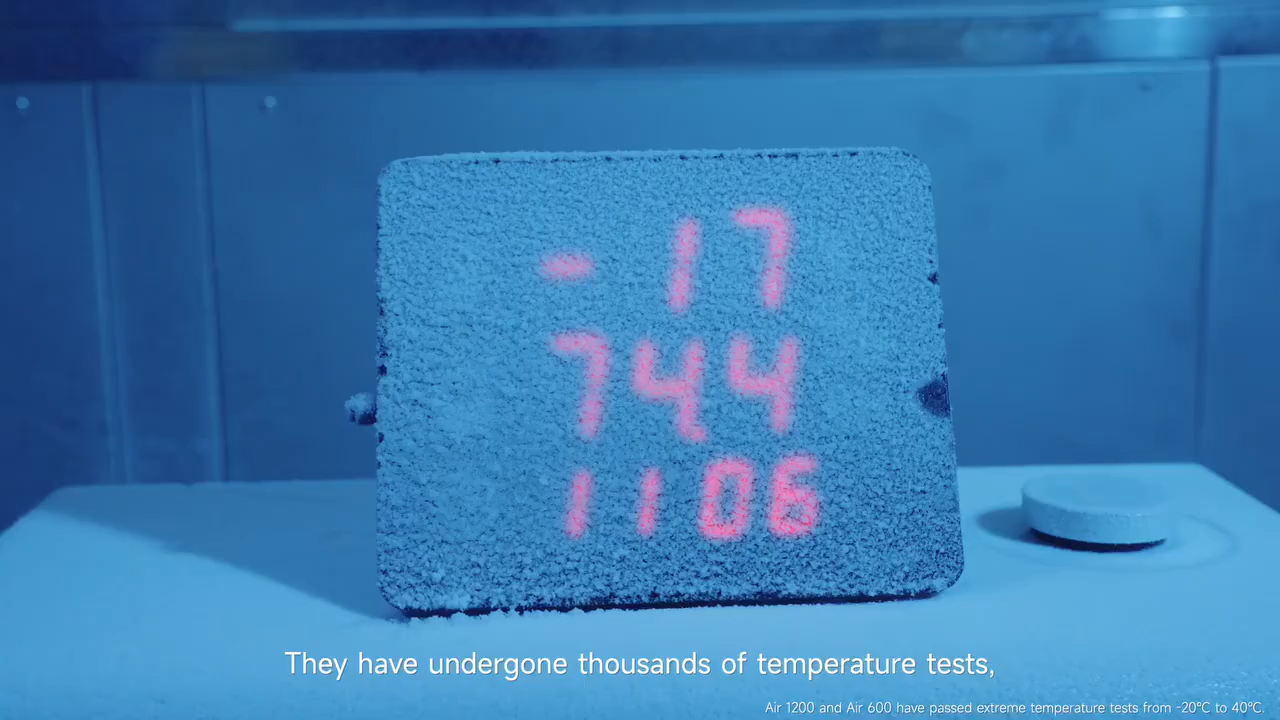 - 17
744
1106
They have undergone thousands of temperature tests,
Air 1200 and Air 600 have passed extreme temperature tests from -20°C to 40°C.